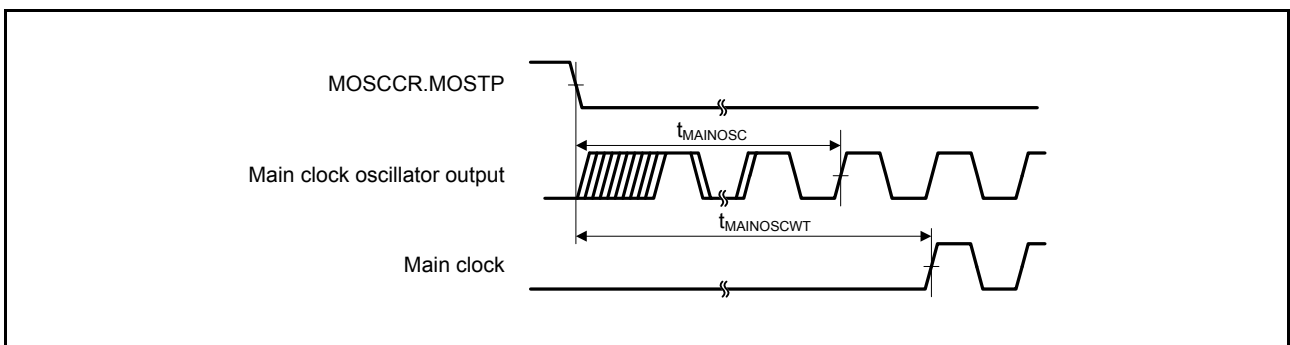 MOSCCR.MOSTP
tMAINOSC
Main clock oscillator output
tMAINOSCWT
Main clock